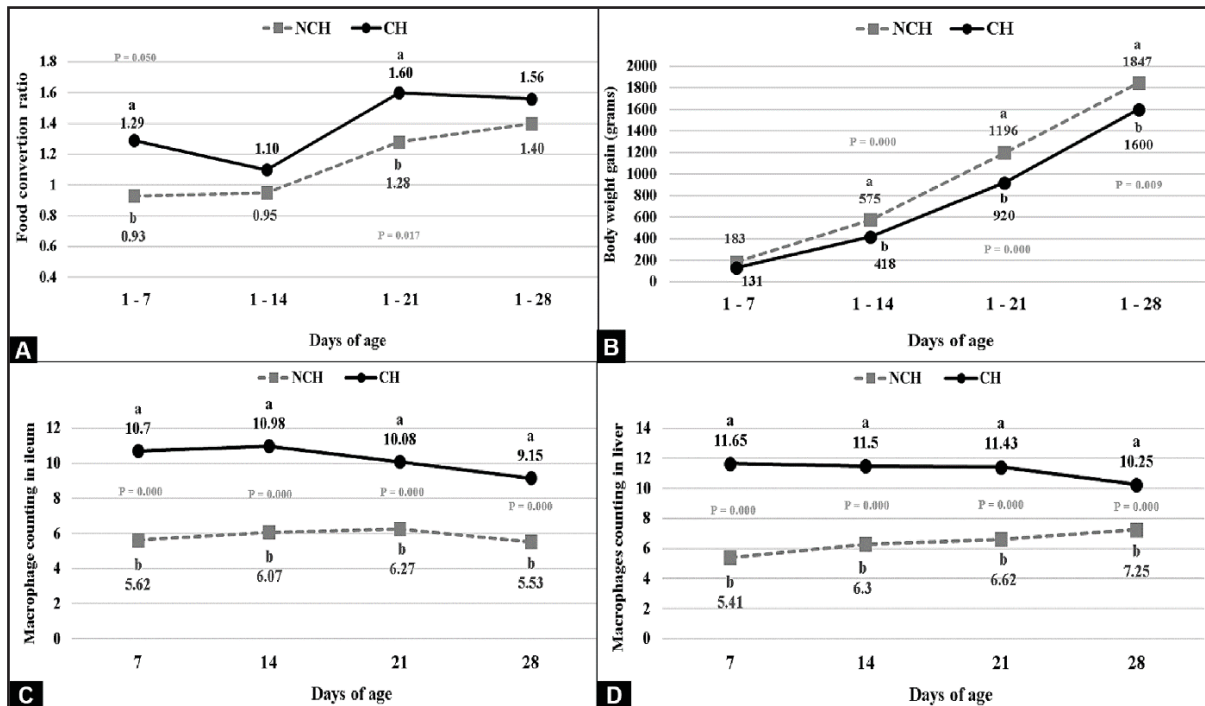 NCH CH
Food convertion ratio
1.8
1.6
1.4
1.2
1
0.8
0.6
0.4
P = 0.050
a
1.29
b
0.93
1.10
0.95
a
1.60
b
1.28
P = 0.017
1.56
1.40
1 - 7 1 - 14 1 - 21 1 - 28
Days of age
A
NCH CH
Body weight gain (grams)
2000
1800
1600
1400
1200
1000
800
600
400
200
0
183
131
P = 0.000
a
575
b
418
a
1196
b
920
P = 0.000
a
1847
b
1600
P = 0.009
1 - 7 1 - 14 1 - 21 1 - 28
Days of age
B
NCH CH
Macrophage counting in ileum
12
10
8
6
4
2
0
a
10.7
P = 0.000
b
5.62
a
10.98
P = 0.000
b
6.07
a
10.08
P = 0.000
b
6.27
a
9.15
P = 0.000
b
5.53
7 14 21 28
Days of age
C
NCH CH
Macrophages counting in liver
14
12
10
8
6
4
2
0
a
11.65
P = 0.000
b
5.41
a
11.5
P = 0.000
b
6.3
a
11.43
P = 0.000
b
6.62
a
10.25
P = 0.000
b
7.25
7 14 21 28
Days of age
D